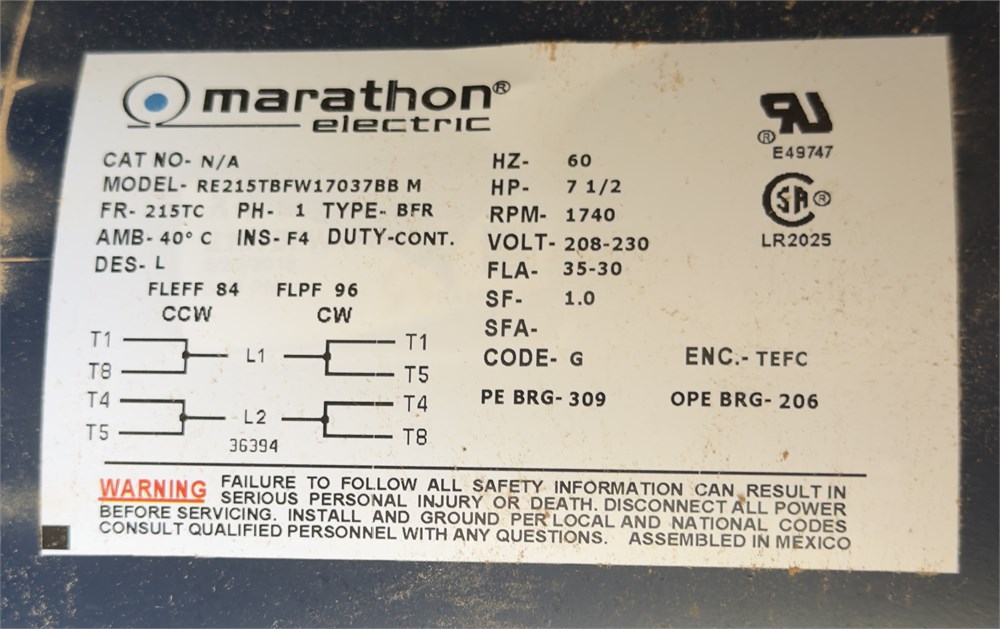 marathon®
electric
CAT NO- N/A
MODEL- RE215TBFW17037BB M
FR- 215TC PH- 1 TYPE- BFR
AMB- 40° C INS- F4 DUTY-CONT.
DES- L
FLEFF 84 FLPF 96
CCW CW
T1 L1 T1
T8 T5
T4 L2 T4
T5 T8
36394
HZ- 60
HP- 7 1/2
RPM- 1740
VOLT- 208-230
FLA- 35-30
SF- 1.0
SFA-
CODE- G ENC.- TEFC
PE BRG- 309 OPE BRG- 206
RU®
E49747
SA®
LR2025
WARNING FAILURE TO FOLLOW ALL SAFETY INFORMATION CAN RESULT IN
SERIOUS PERSONAL INJURY OR DEATH. DISCONNECT ALL POWER
BEFORE SERVICING. INSTALL AND GROUND PER LOCAL AND NATIONAL CODES
CONSULT QUALIFIED PERSONNEL WITH ANY QUESTIONS. ASSEMBLED IN MEXICO